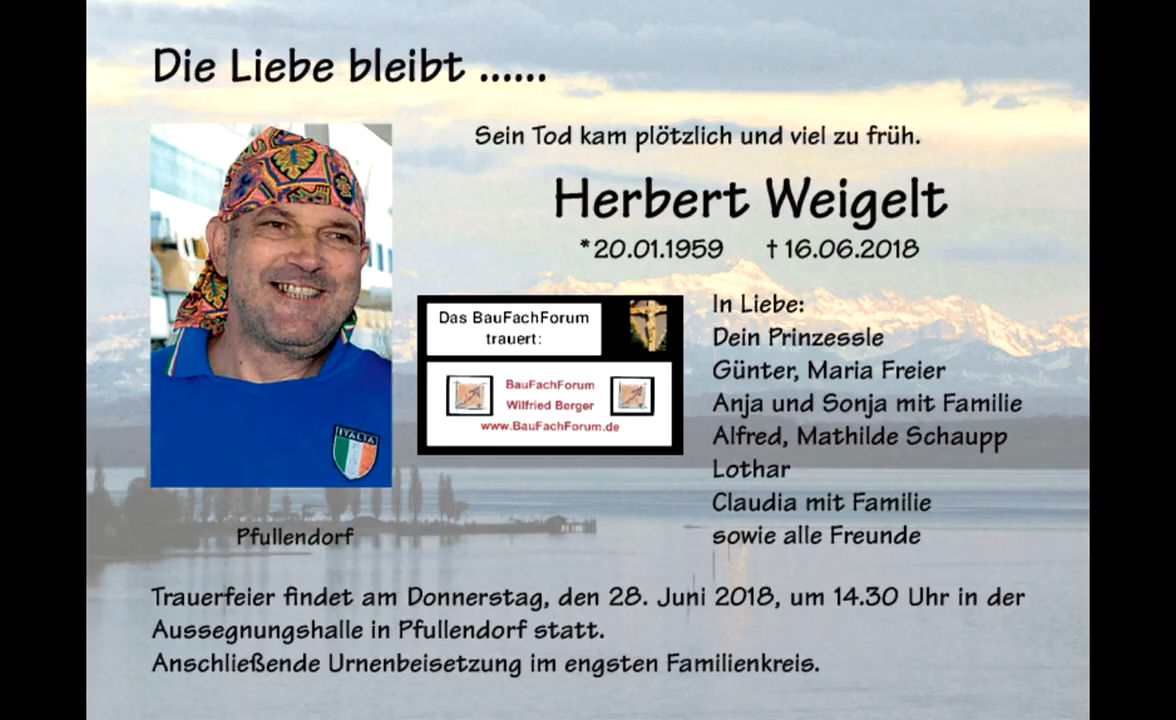 Die Liebe bleibt ......
Sein Tod kam plötzlich und viel zu früh.
Herbert Weigelt
*20.01.1959 †16.06.2018
Das BauFachForum
trauert:
BauFachForum
Wilfried Berger
www.BauFachForum.de
In Liebe:
Dein Prinzessle
Günter, Maria Freier
Anja und Sonja mit Familie
Alfred, Mathilde Schaupp
Lothar
Claudia mit Familie
sowie alle Freunde
ITALIA
Pfullendorf
Trauerfeier findet am Donnerstag, den 28. Juni 2018, um 14.30 Uhr in der
Aussegnungshalle in Pfullendorf statt.
Anschließende Urnenbeisetzung im engsten Familienkreis.